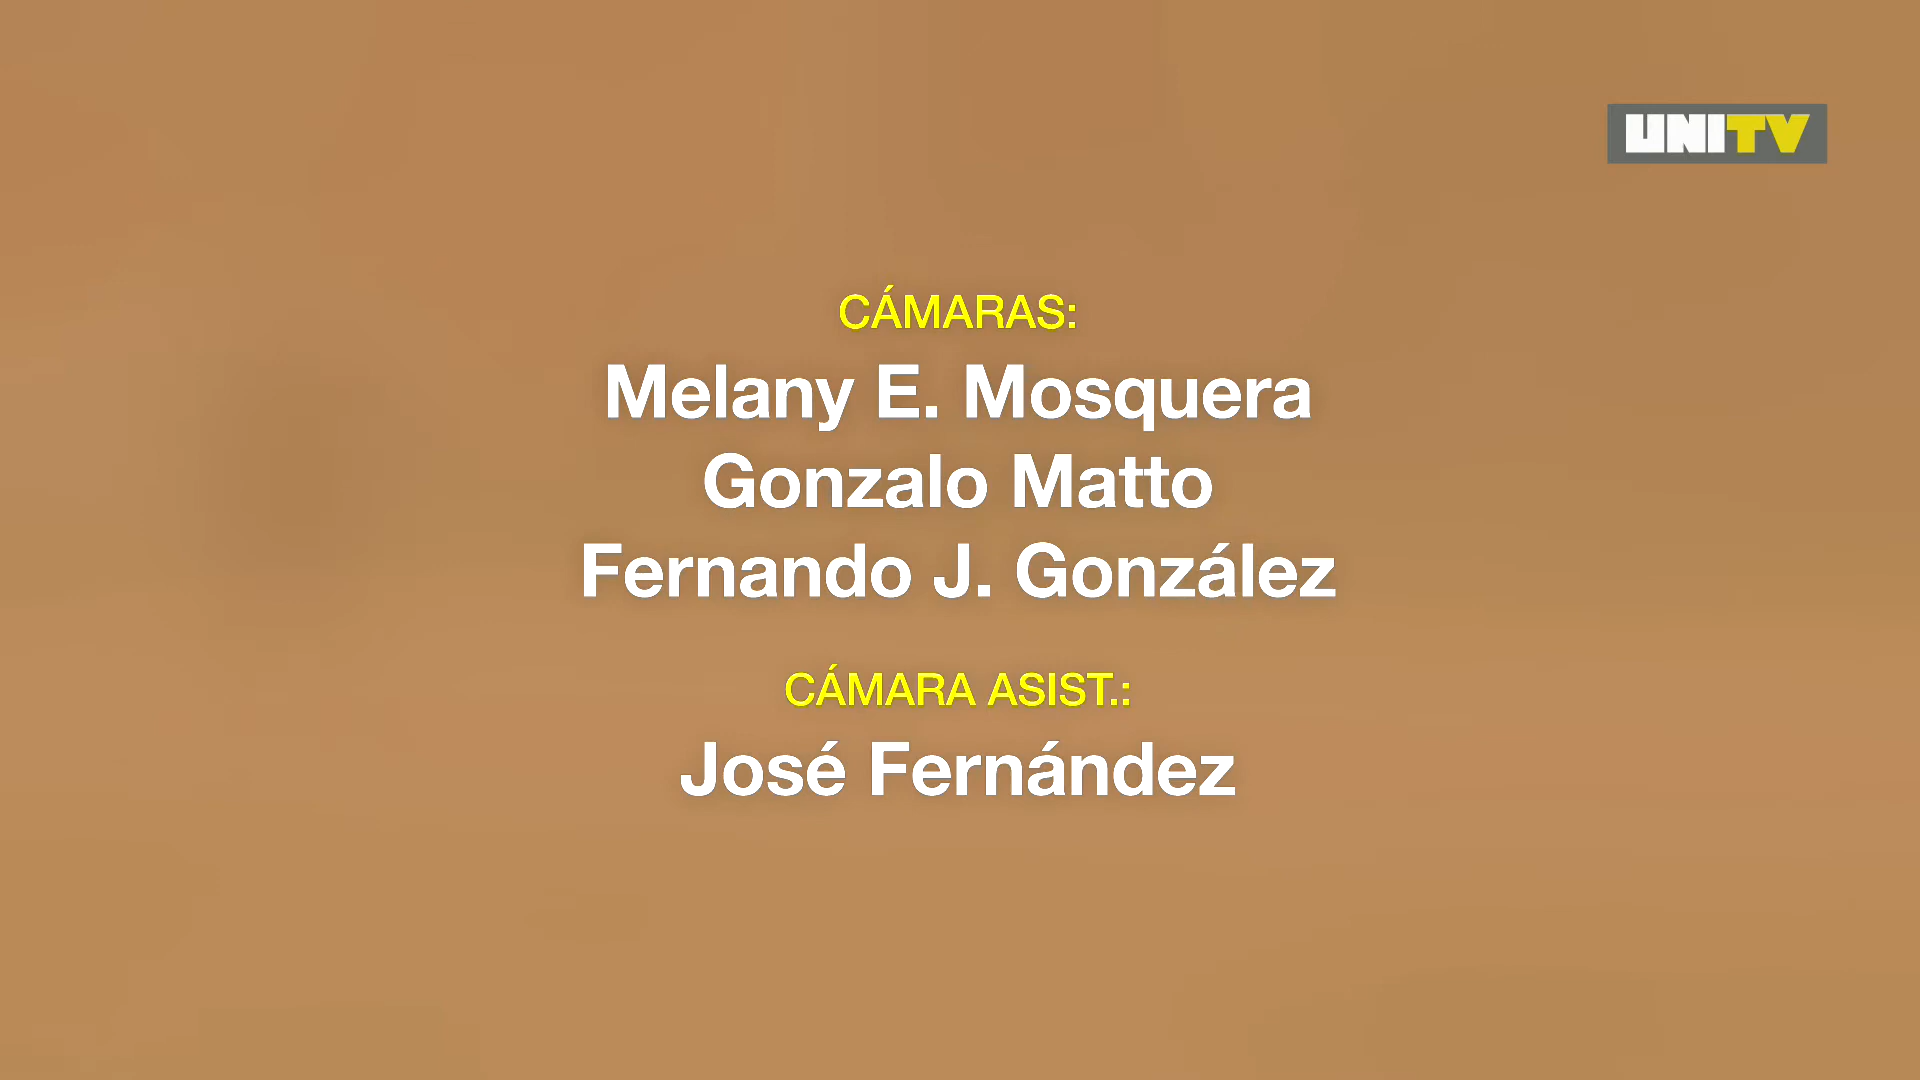 UNITV
CÁMARAS:
Melany E. Mosquera
Gonzalo Matto
Fernando J. González
CÁMARA ASIST.:
José Fernández